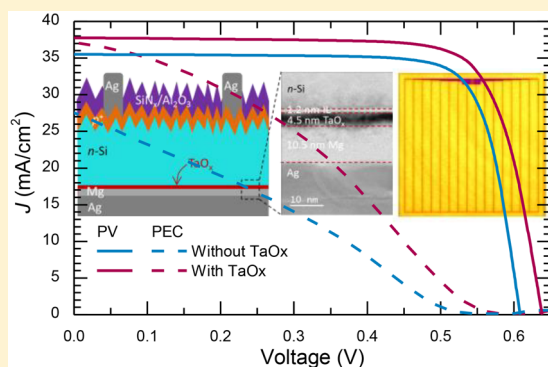 40
35
30
25
20
15
10
5
0
J (mA/cm²)
Ag
Ag
SiNx/Al₂O₃
n⁺
n-Si
TaOx
Mg
Ag
n-Si
1.2 nm IL
4.5 nm TaOx
10.5 nm Mg
Ag
10 nm
PV PEC
Without TaOx
With TaOx
0.0 0.1 0.2 0.3 0.4 0.5 0.6
Voltage (V)